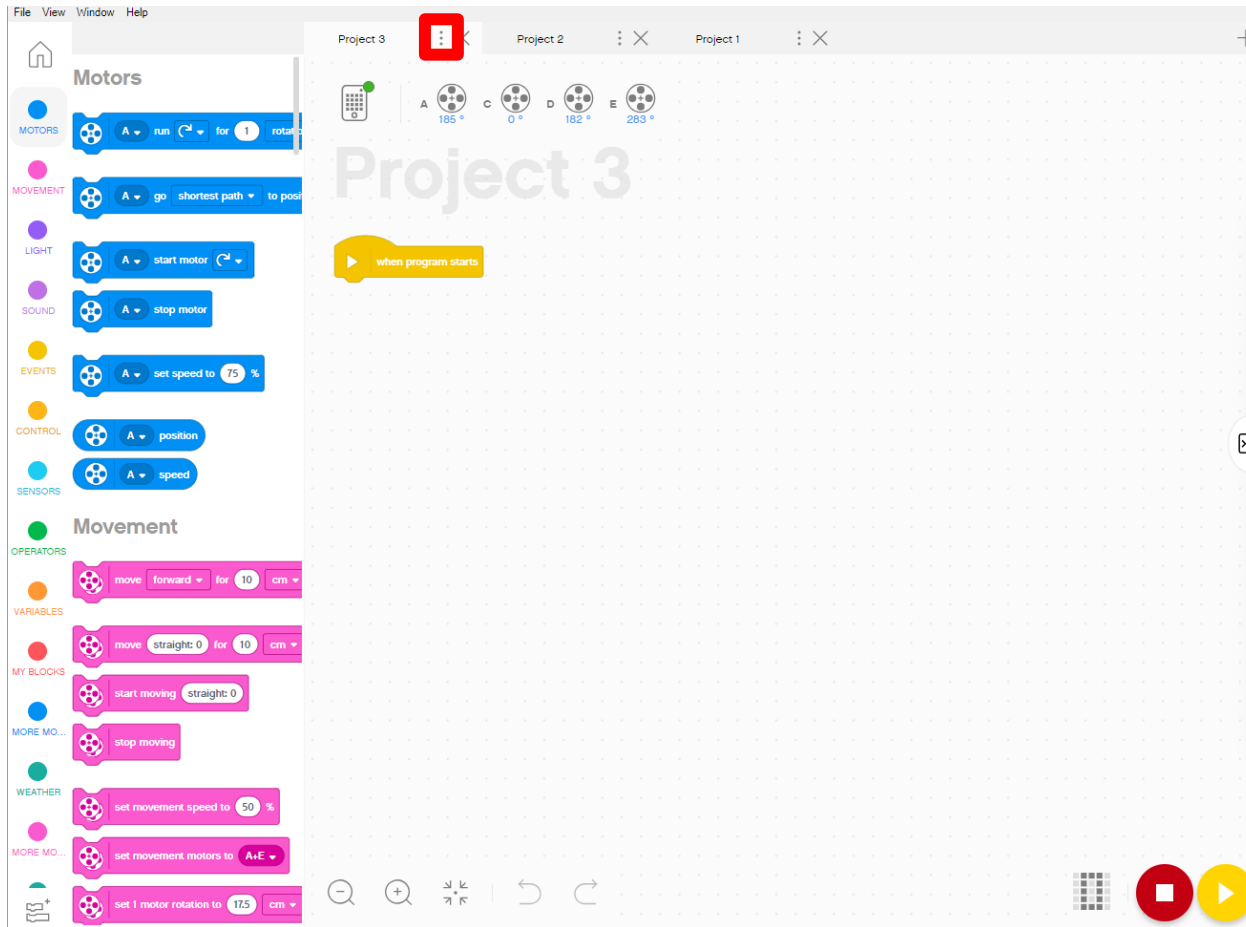 File View Window Help
Project 3 Project 2 Project 1
Motors
MOTORS
MOVEMENT
LIGHT
SOUND
EVENTS
CONTROL
SENSORS
OPERATORS
VARIABLES
MY BLOCKS
MORE MO...
WEATHER
MORE MO...
A run for 1
A go shortest path to
A start motor
A stop motor
A set speed to 75 %
A position
A speed
Movement
move forward for 10 cm
move straight: 0 for 10 cm
start moving straight: 0
stop moving
set movement speed to 50 %
set movement motors to A+E
set 1 motor rotation to 17.5 cm
A 185 ° C 0 ° D 182 ° E 283 °
Project 3
when program starts